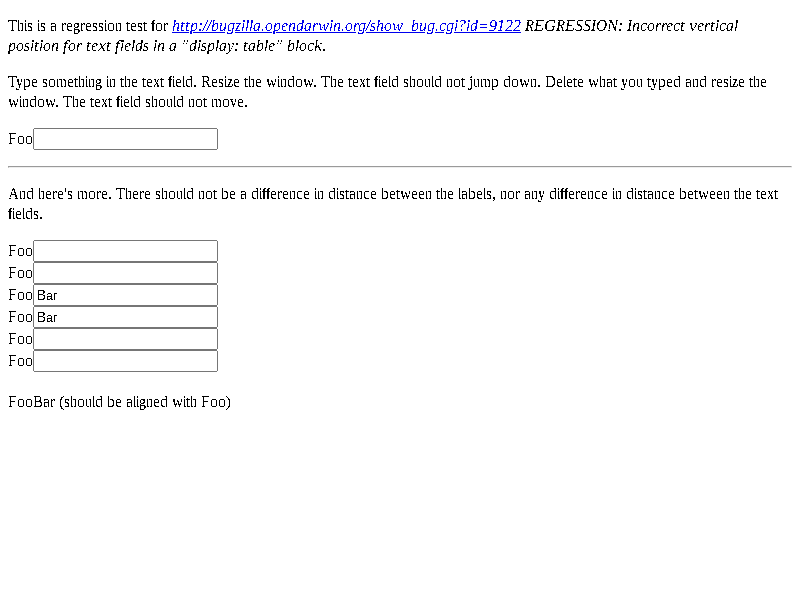 This is a regression test for http://bugzilla.opendarwin.org/show_bug.cgi?id=9122 REGRESSION: Incorrect vertical
position for text fields in a "display: table" block.
Type something in the text field. Resize the window. The text field should not jump down. Delete what you typed and resize the
window. The text field should not move.
Foo
And here's more. There should not be a difference in distance between the labels, nor any difference in distance between the text
fields.
Foo
Foo
Foo Bar
Foo Bar
Foo
Foo
FooBar (should be aligned with Foo)